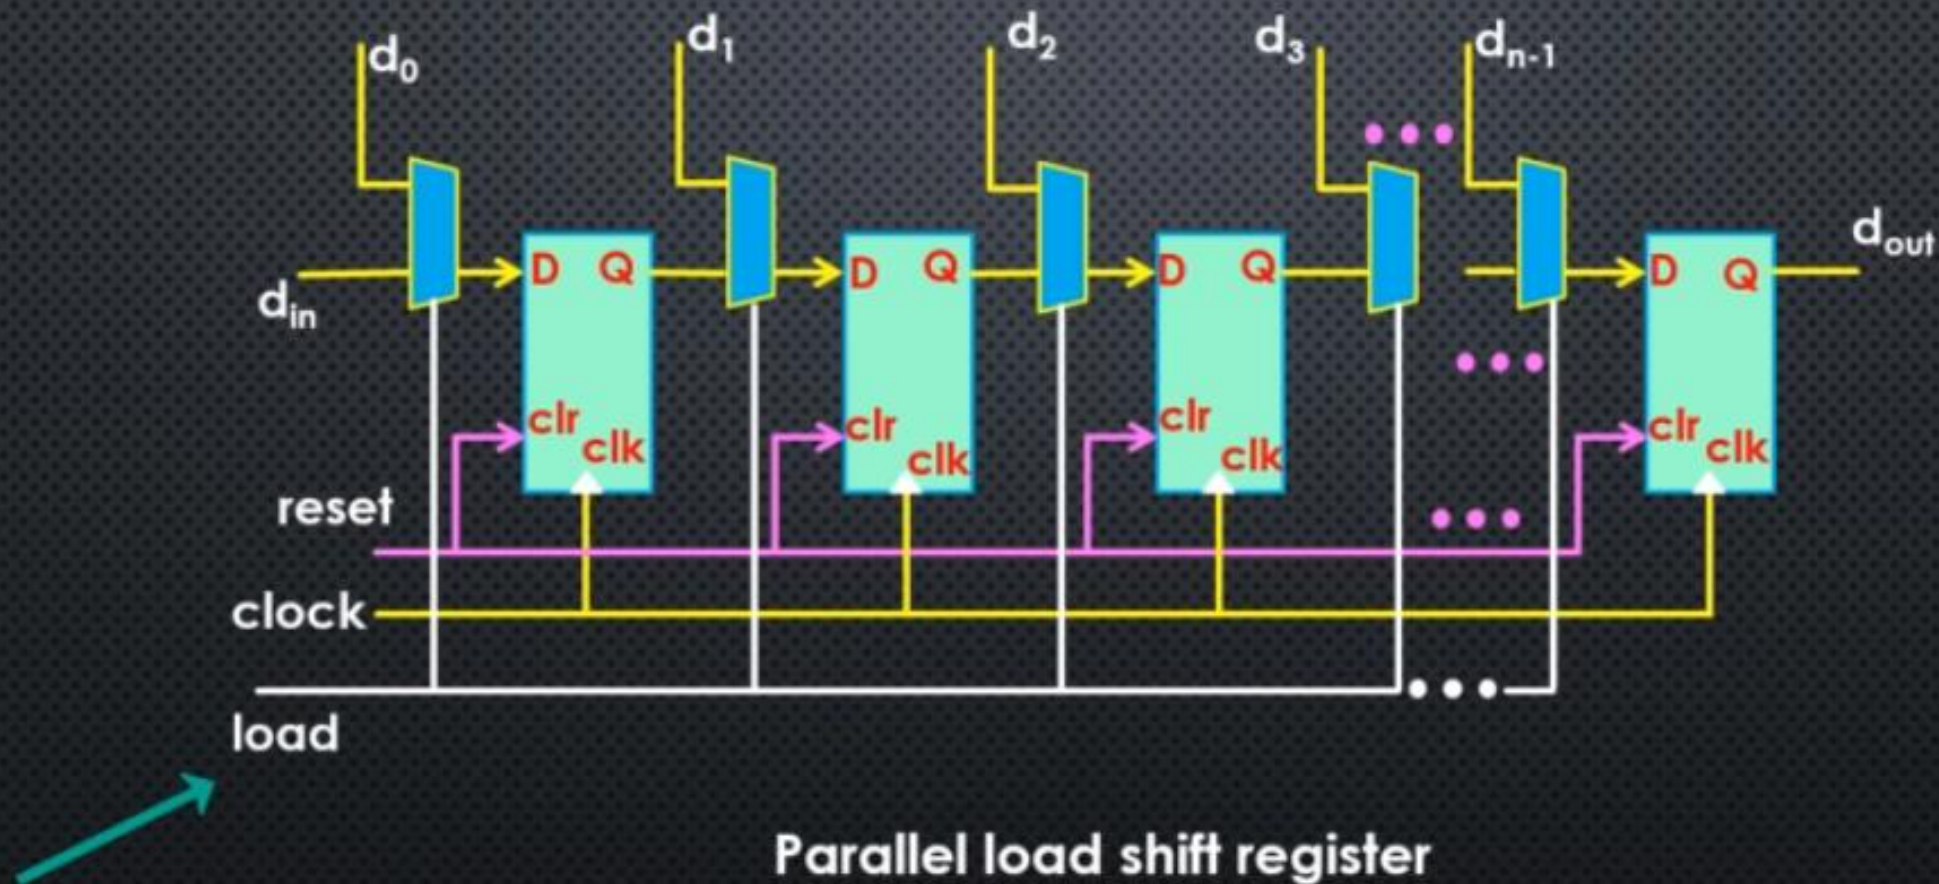 d0
d1
d2
d3
dn-1
din
D Q
D Q
D Q
D Q
dout
clr
clk
clr
clk
clr
clk
clr
clk
reset
clock
load
Parallel load shift register